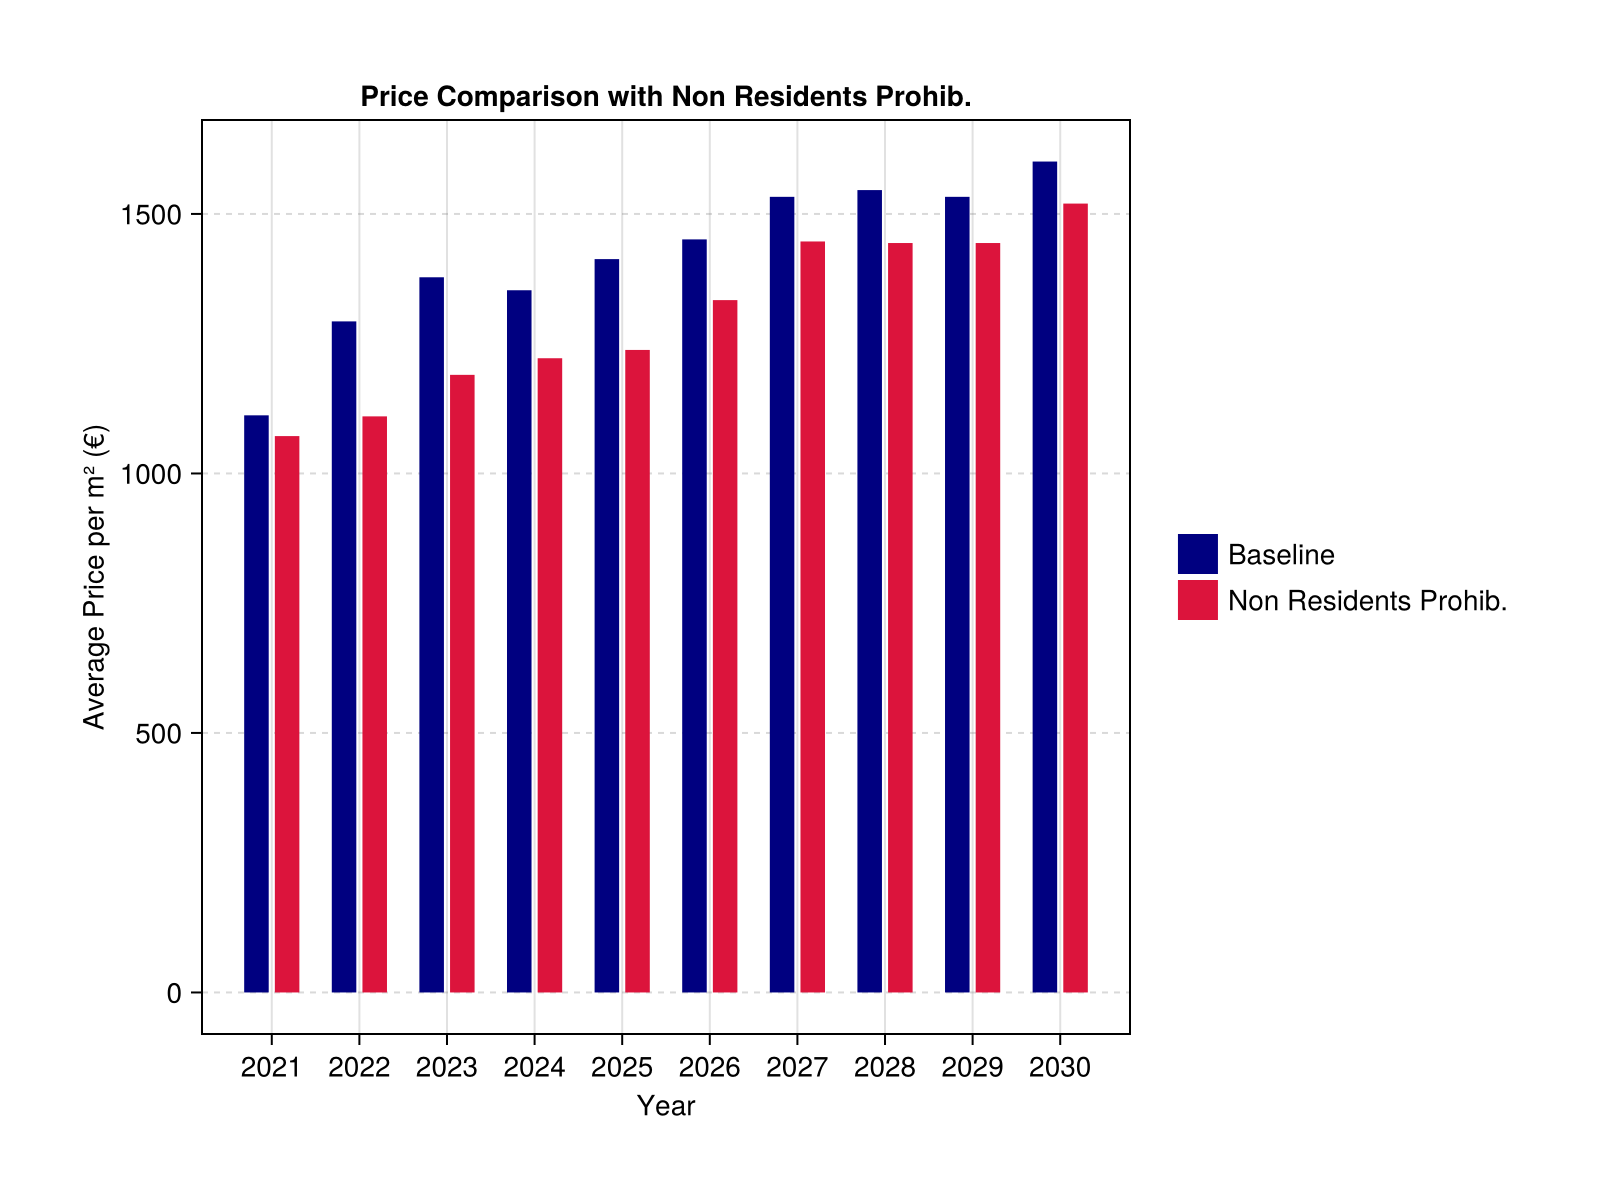 Price Comparison with Non Residents Prohib.
Average Price per m² (€)
1500
1000
500
0
2021 2022 2023 2024 2025 2026 2027 2028 2029 2030
Year
Baseline
Non Residents Prohib.